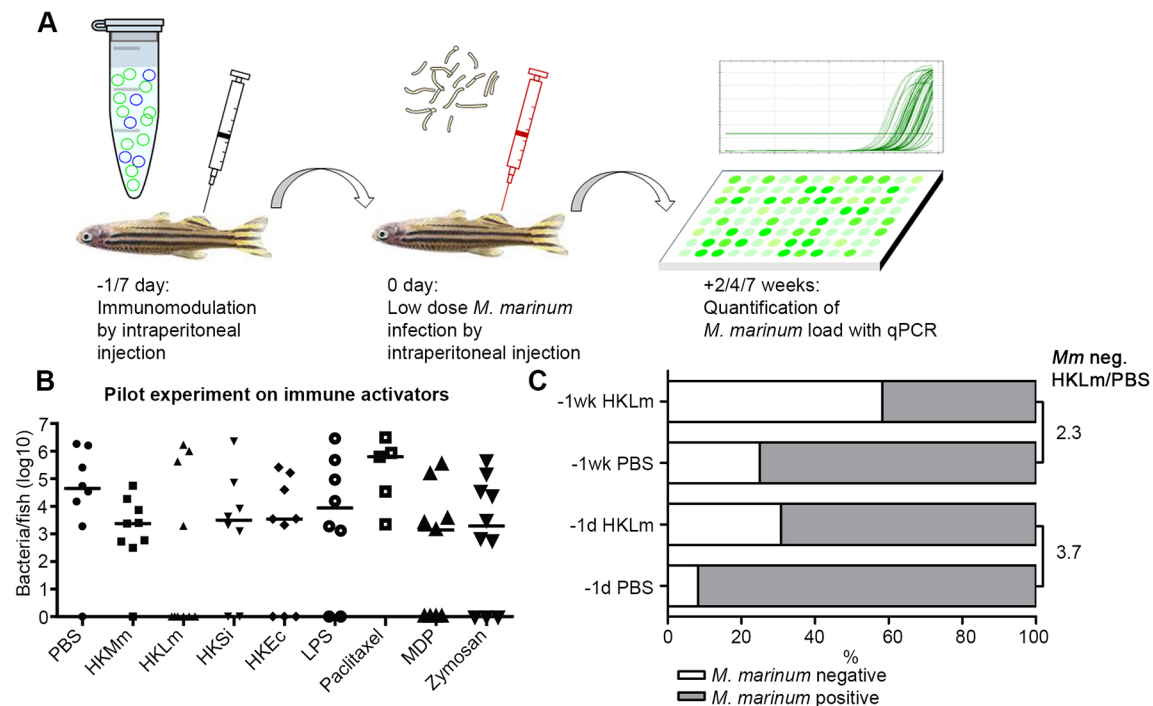 A
-1/7 day:
Immunomodulation
by intraperitoneal
injection
0 day:
Low dose M. marinum
infection by
intraperitoneal injection
+2/4/7 weeks:
Quantification of
M. marinum load with qPCR
B
Pilot experiment on immune activators
Bacteria/fish (log10)
7
6
5
4
3
2
1
0
PBS
HKMm
HKLm
HKSi
HKEc
LPS
Paclitaxel
MDP
Zymosan
C
Mm neg.
HKLm/PBS
-1wk HKLm
2.3
-1wk PBS
-1d HKLm
3.7
-1d PBS
0 20 40 60 80 100
%
M. marinum negative
M. marinum positive